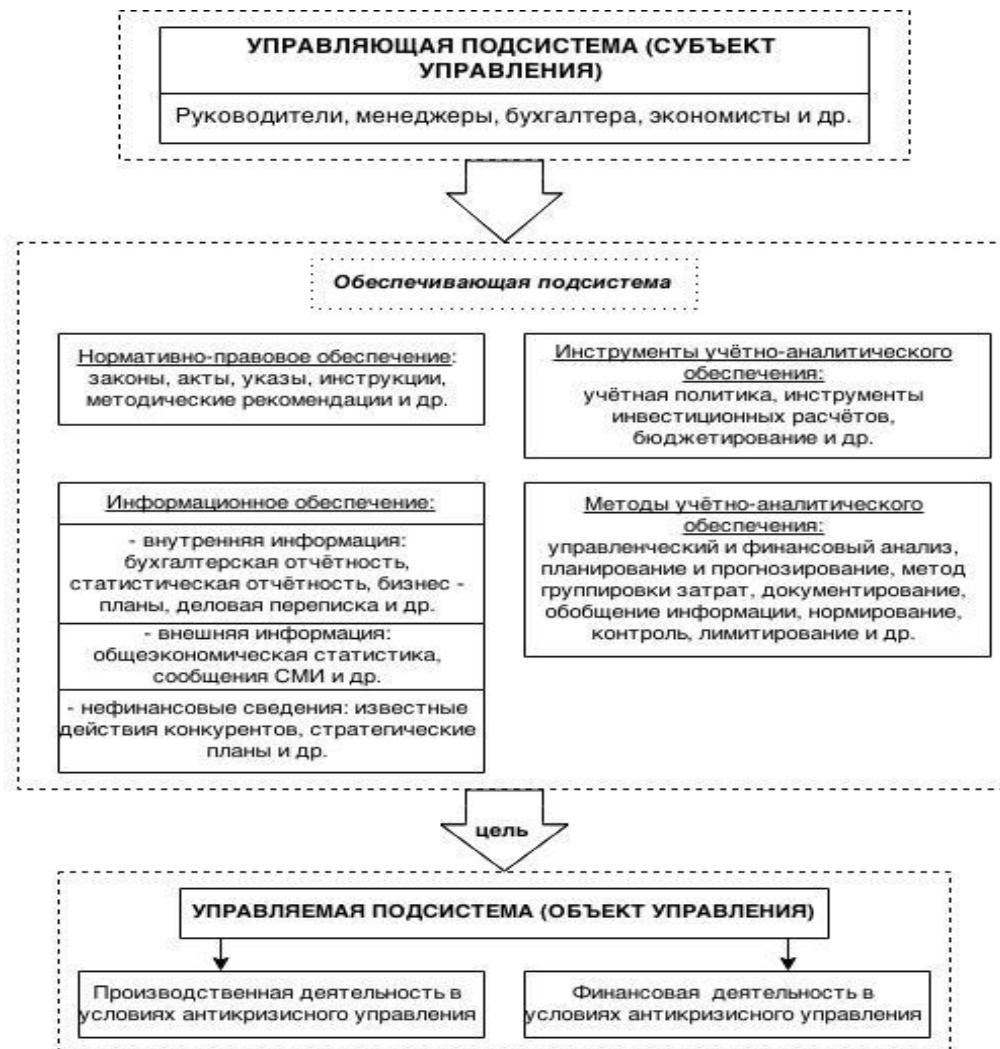 УПРАВЛЯЮЩАЯ ПОДСИСТЕМА (СУБЪЕКТ
УПРАВЛЕНИЯ)
Руководители, менеджеры, бухгалтера, экономисты и др.
Обеспечивающая подсистема
Нормативно-правовое обеспечение:
законы, акты, указы, инструкции,
методические рекомендации и др.
Инструменты учётно-аналитического
обеспечения:
учётная политика, инструменты
инвестиционных расчётов,
бюджетирование и др.
Информационное обеспечение:
- внутренняя информация:
бухгалтерская отчётность,
статистическая отчётность, бизнес -
планы, деловая переписка и др.
- внешняя информация:
общеэкономическая статистика,
сообщения СМИ и др.
- нефинансовые сведения: известные
действия конкурентов, стратегические
планы и др.
Методы учётно-аналитического
обеспечения:
управленческий и финансовый анализ,
планирование и прогнозирование, метод
группировки затрат, документирование,
обобщение информации, нормирование,
контроль, лимитирование и др.
цель
УПРАВЛЯЕМАЯ ПОДСИСТЕМА (ОБЪЕКТ УПРАВЛЕНИЯ)
Производственная деятельность в
условиях антикризисного управления
Финансовая деятельность в
условиях антикризисного управления